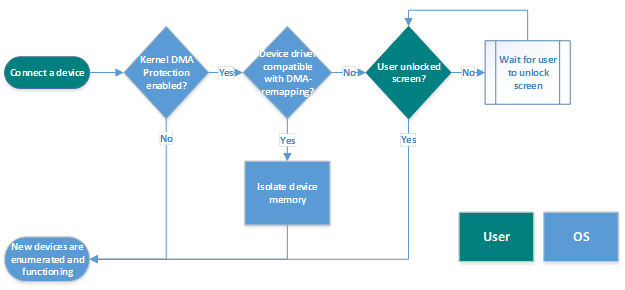 Connect a device
Kernel DMA
Protection
enabled?
Yes
Device driver
compatible
with DMA-
remapping?
No
User unlocked
screen?
No
Wait for user
to unlock
screen
No
Yes
Yes
Isolate device
memory
New devices are
enumerated and
functioning
User
OS